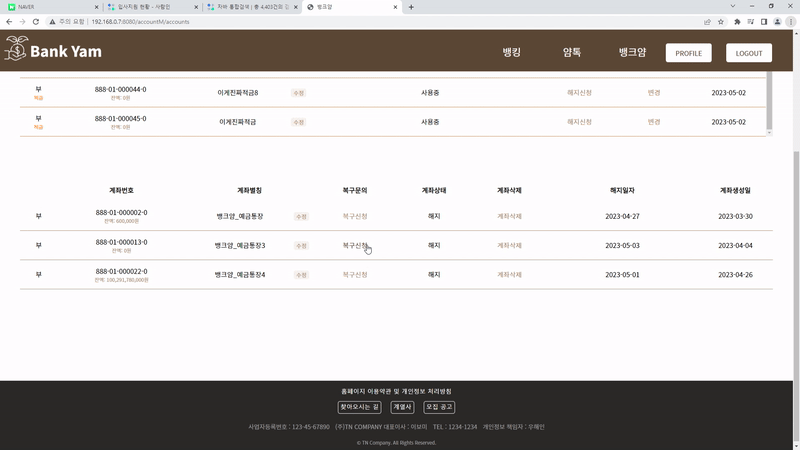 NAVER
입사지원 현황 - 사람인
자바 통합검색 | 총 4,403건의 검
뱅크얌
주의 요함 | 192.168.0.7:8080/accountM/accounts
Bank Yam
뱅킹 얌톡 뱅크얌 PROFILE LOGOUT
부 888-01-000044-0 이게진짜적금8 수정 사용중 해지신청 변경 2023-05-02
적금 잔액: 0원
부 888-01-000045-0 이게진짜적금 수정 사용중 해지신청 변경 2023-05-02
적금 잔액: 0원
계좌번호 계좌별칭 복구문의 계좌상태 계좌삭제 해지일자 계좌생성일
부 888-01-000002-0 뱅크얌_예금통장 수정 복구신청 해지 계좌삭제 2023-04-27 2023-03-30
잔액: 600,000원
부 888-01-000013-0 뱅크얌_예금통장3 수정 복구신청 해지 계좌삭제 2023-05-03 2023-04-04
잔액: 0원
부 888-01-000022-0 뱅크얌_예금통장4 수정 복구신청 해지 계좌삭제 2023-05-01 2023-04-26
잔액: 100,291,780,000원
홈페이지 이용약관 및 개인정보 처리방침
찾아오시는 길 계열사 모집 공고
사업자등록번호 : 123-45-67890 (주)TN COMPANY 대표이사 : 이보미 TEL : 1234-1234 개인정보 책임자 : 우혜인
© TN Company. All Rights Reserved.